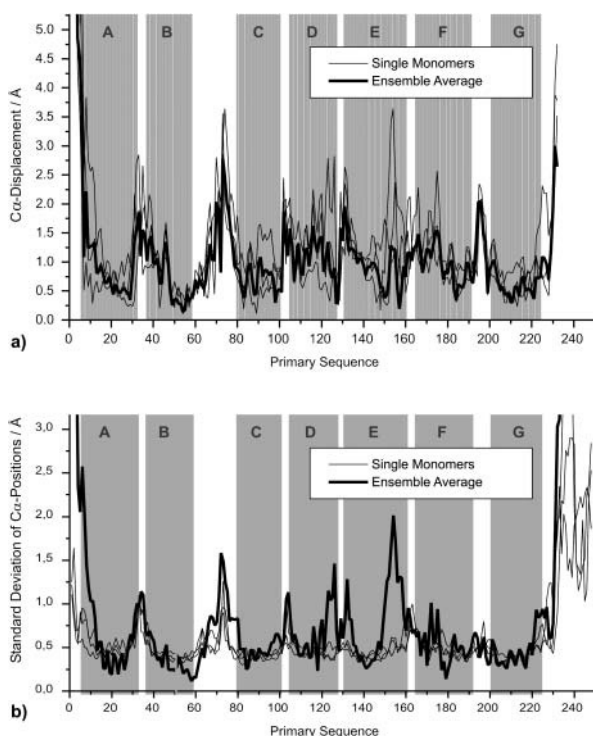 A B C D E F G
Single Monomers
Ensemble Average
Cα-Displacement / Å
5.0
4.5
4.0
3.5
3.0
2.5
2.0
1.5
1.0
0.5
0.0
0 20 40 60 80 100 120 140 160 180 200 220 240
a)
Primary Sequence
A B C D E F G
Single Monomers
Ensemble Average
Standard Deviation of Cα-Positions / Å
3,0
2,5
2,0
1,5
1,0
0,5
0,0
0 20 40 60 80 100 120 140 160 180 200 220 240
b)
Primary Sequence